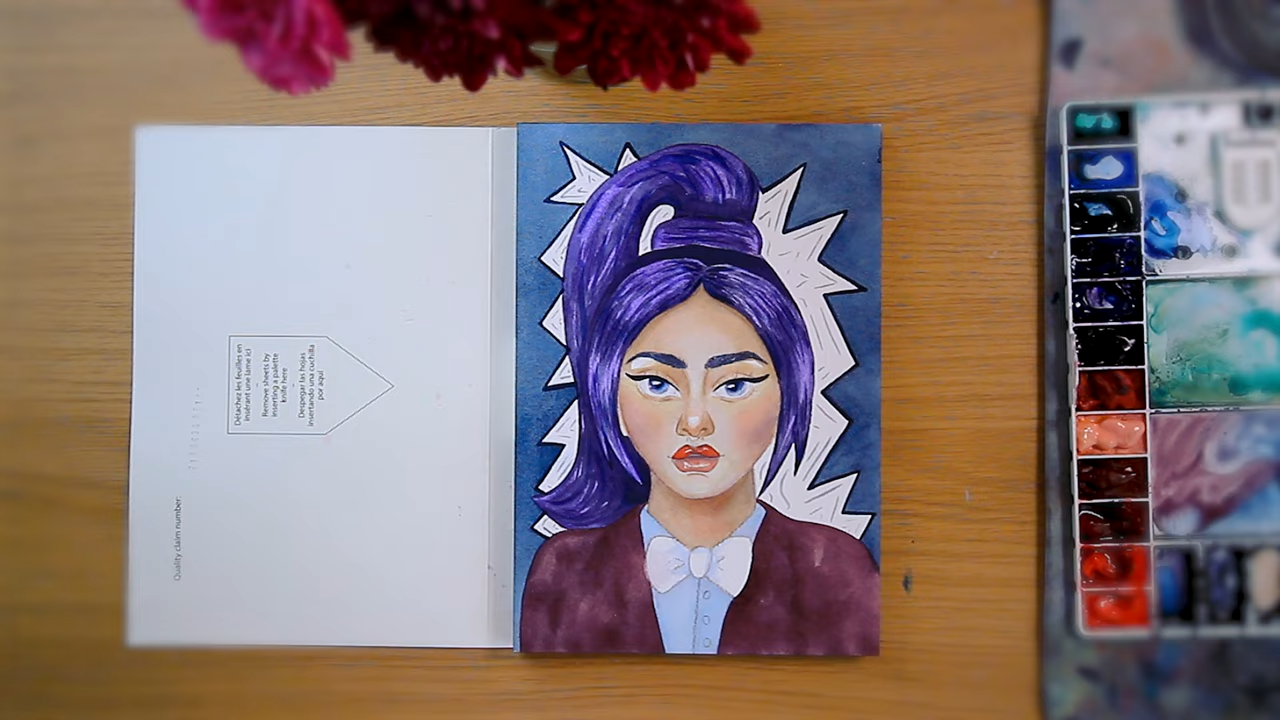 Détachez les feuilles en
insérant une lame ici
Remove sheets by
inserting a palette
knife here
Despegar las hojas
insertando una cuchilla
por aquí
Quality claim number: